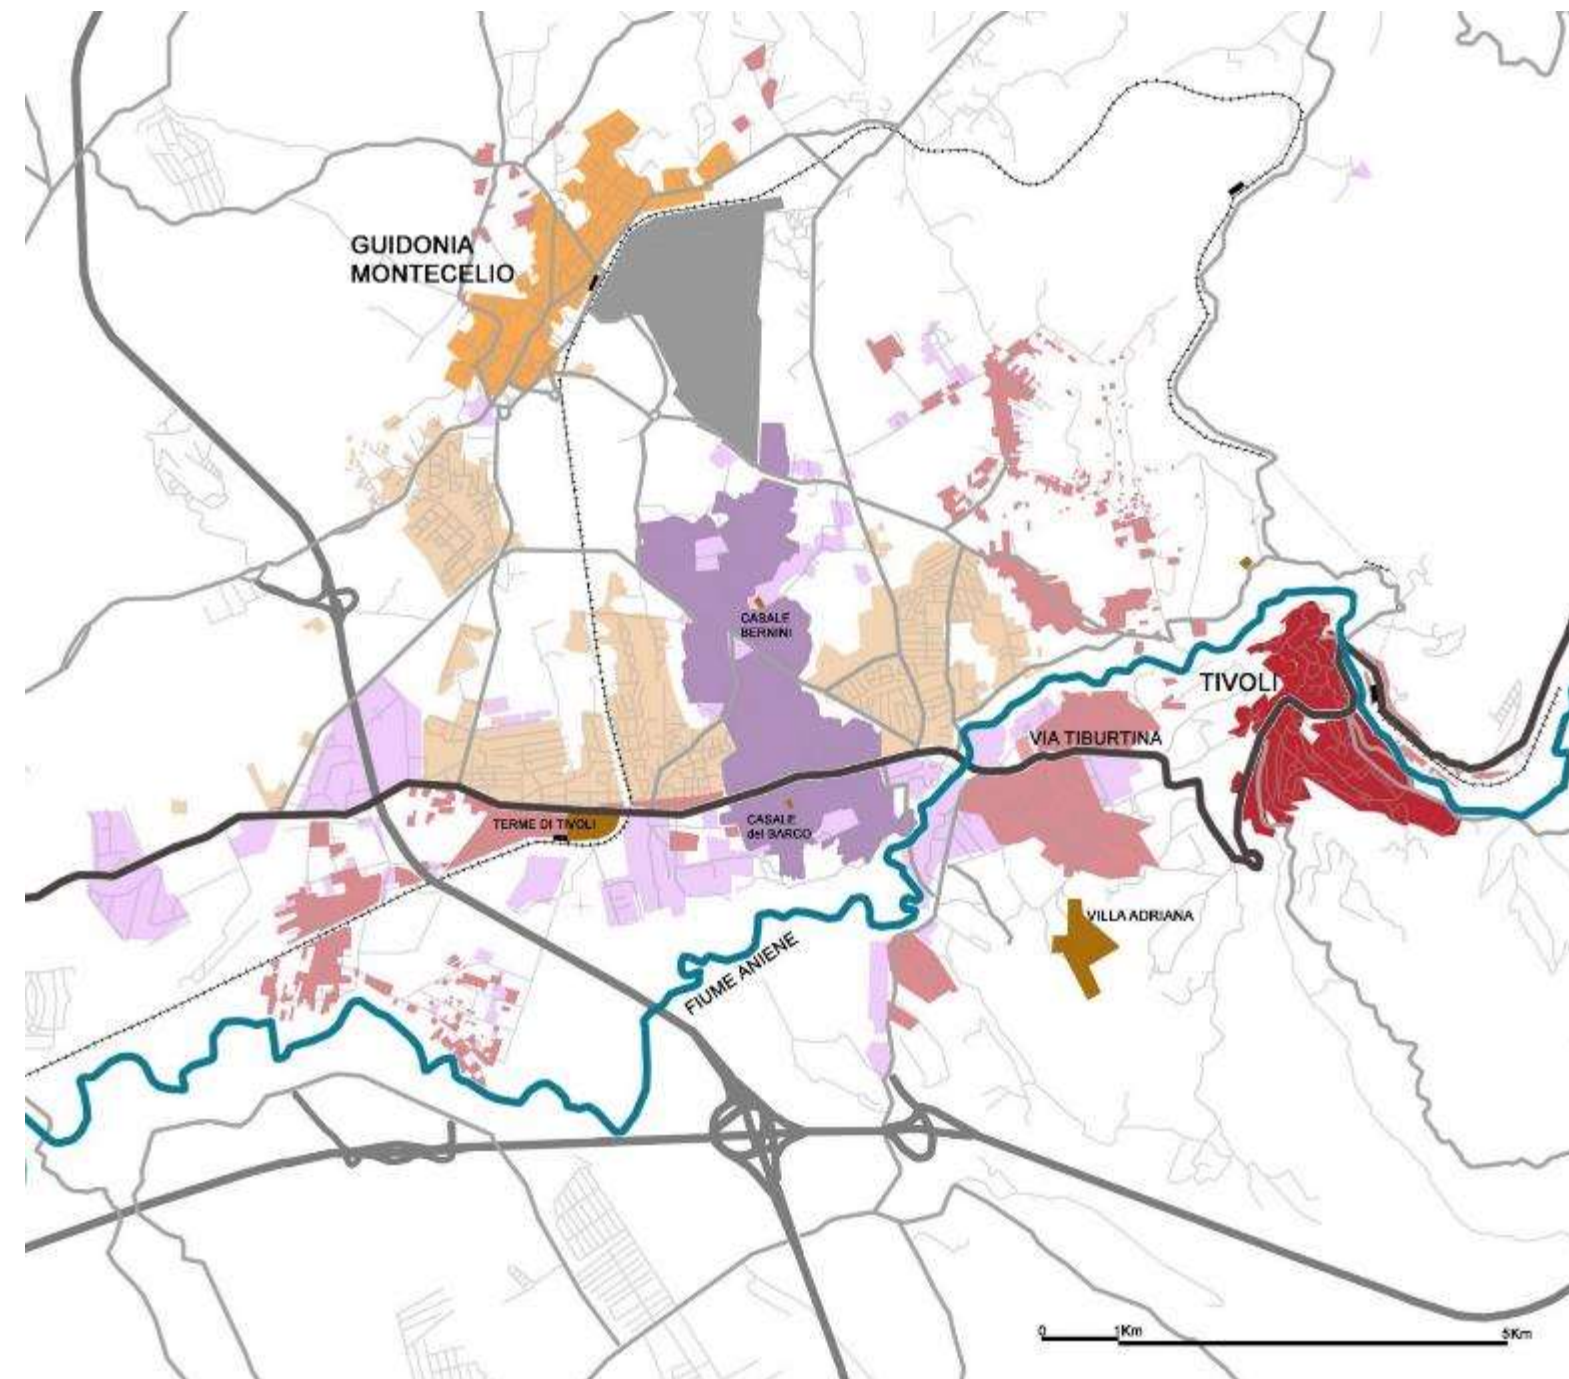 GUIDONIA
MONTECELIO
CASALE
BERNINI
TIVOLI
VIA TIBURTINA
TERME DI TIVOLI
CASALE
del BARCO
VILLA ADRIANA
FIUME ANIENE
0 1Km 5Km